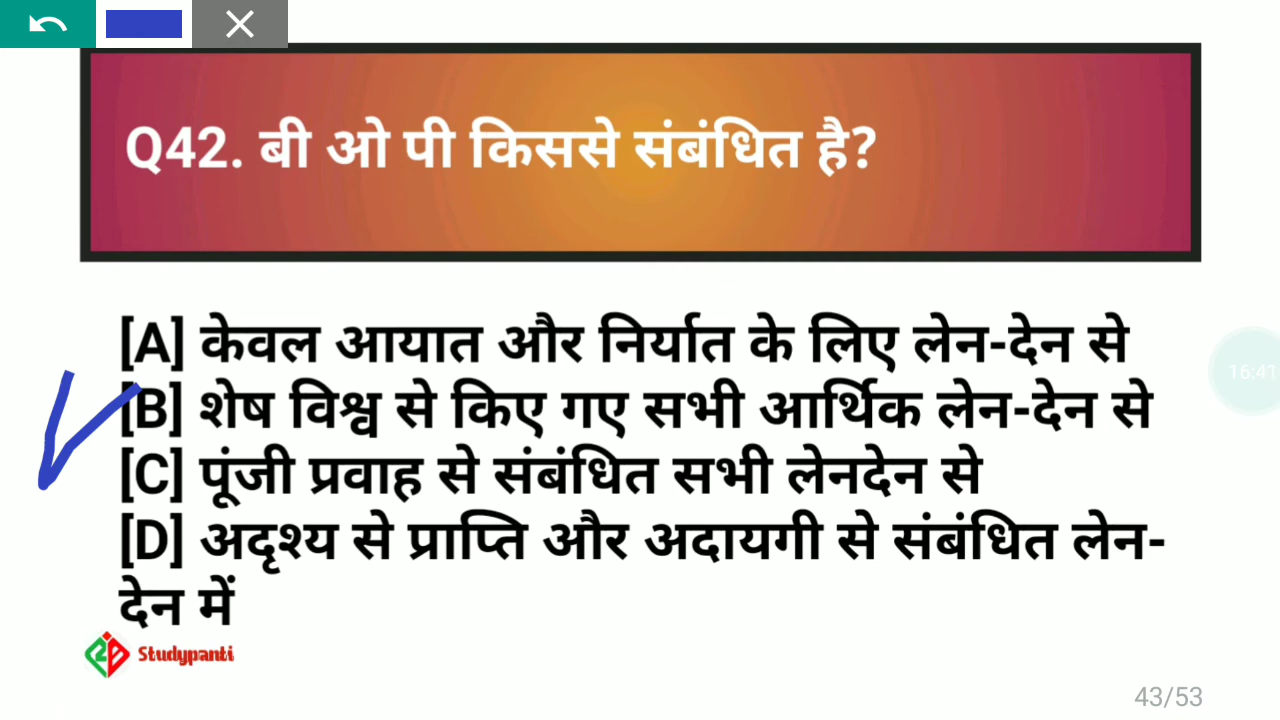 Q42. बी ओ पी किससे संबंधित है?
[A] केवल आयात और निर्यात के लिए लेन-देन से
[B] शेष विश्व से किए गए सभी आर्थिक लेन-देन से
[C] पूंजी प्रवाह से संबंधित सभी लेनदेन से
[D] अदृश्य से प्राप्ति और अदायगी से संबंधित लेन-
देन में
Studypanti
16:41
43/53